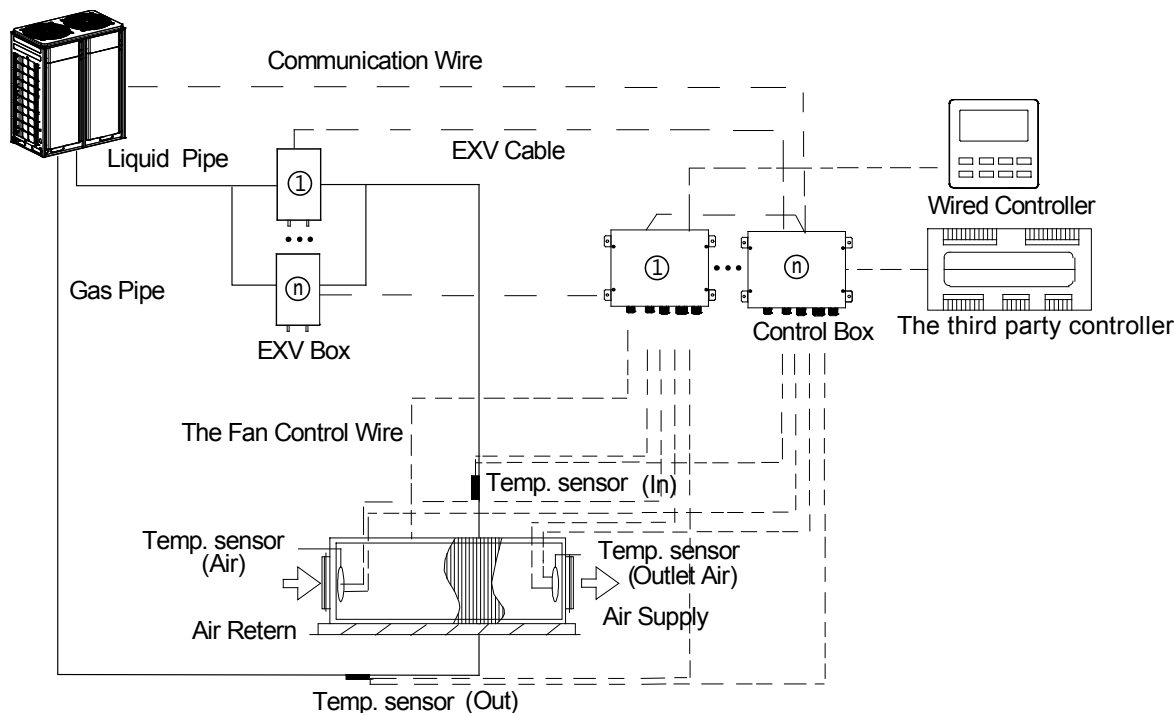 Communication Wire
Liquid Pipe
EXV Cable
①
•••
ⓝ
Gas Pipe
EXV Box
①
•••
ⓝ
Control Box
Wired Controller
The third party controller
The Fan Control Wire
Temp. sensor (In)
Temp. sensor
(Air)
Temp. sensor
(Outlet Air)
Air Retern
Air Supply
Temp. sensor (Out)